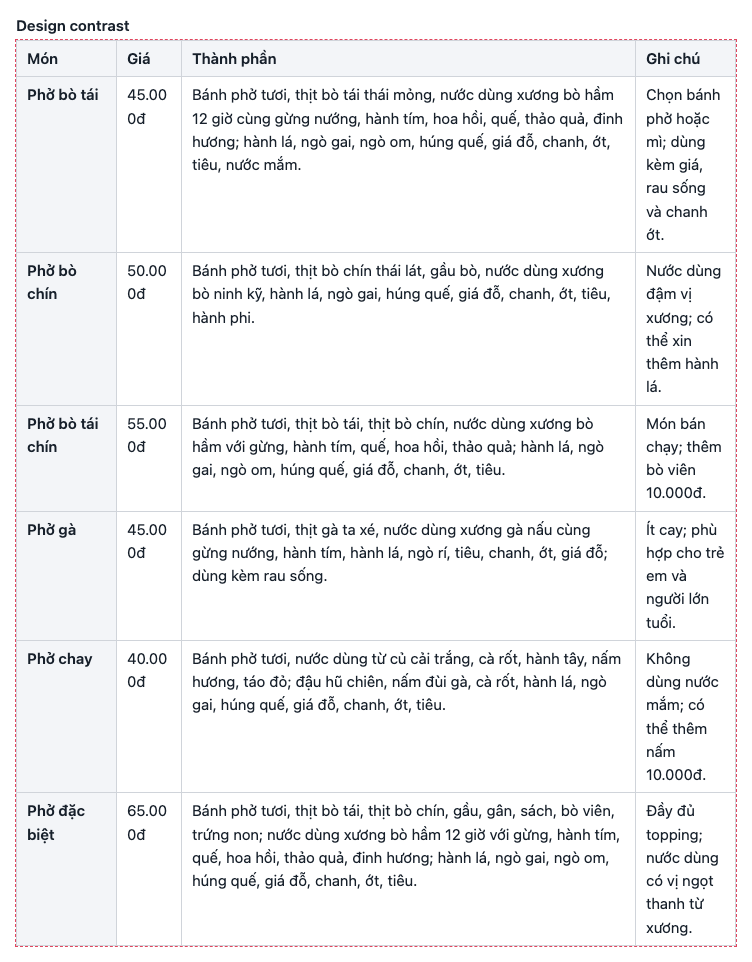 Design contrast
Món Giá Thành phần Ghi chú
Phở bò tái
45.00
0đ
Bánh phở tươi, thịt bò tái thái mỏng, nước dùng xương bò hầm
12 giờ cùng gừng nướng, hành tím, hoa hồi, quế, thảo quả, đinh
hương; hành lá, ngò gai, ngò om, húng quế, giá đỗ, chanh, ớt,
tiêu, nước mắm.
Chọn bánh
phở hoặc
mì; dùng
kèm giá,
rau sống
và chanh
ớt.
Phở bò
chín
50.00
0đ
Bánh phở tươi, thịt bò chín thái lát, gầu bò, nước dùng xương
bò ninh kỹ, hành lá, ngò gai, húng quế, giá đỗ, chanh, ớt, tiêu,
hành phi.
Nước dùng
đậm vị
xương; có
thể xin
thêm hành
lá.
Phở bò tái
chín
55.00
0đ
Bánh phở tươi, thịt bò tái, thịt bò chín, nước dùng xương bò
hầm với gừng, hành tím, quế, hoa hồi, thảo quả; hành lá, ngò
gai, ngò om, húng quế, giá đỗ, chanh, ớt, tiêu.
Món bán
chạy; thêm
bò viên
10.000đ.
Phở gà
45.00
0đ
Bánh phở tươi, thịt gà ta xé, nước dùng xương gà nấu cùng
gừng nướng, hành tím, hành lá, ngò rí, tiêu, chanh, ớt, giá đỗ;
dùng kèm rau sống.
Ít cay; phù
hợp cho trẻ
em và
người lớn
tuổi.
Phở chay
40.00
0đ
Bánh phở tươi, nước dùng từ củ cải trắng, cà rốt, hành tây, nấm
hương, táo đỏ; đậu hũ chiên, nấm đùi gà, cà rốt, hành lá, ngò
gai, húng quế, giá đỗ, chanh, ớt, tiêu.
Không
dùng nước
mắm; có
thể thêm
nấm
10.000đ.
Phở đặc
biệt
65.00
0đ
Bánh phở tươi, thịt bò tái, thịt bò chín, gầu, gân, sách, bò viên,
trứng non; nước dùng xương bò hầm 12 giờ với gừng, hành tím,
quế, hoa hồi, thảo quả, đinh hương; hành lá, ngò gai, ngò om,
húng quế, giá đỗ, chanh, ớt, tiêu.
Đầy đủ
topping;
nước dùng
có vị ngọt
thanh từ
xương.